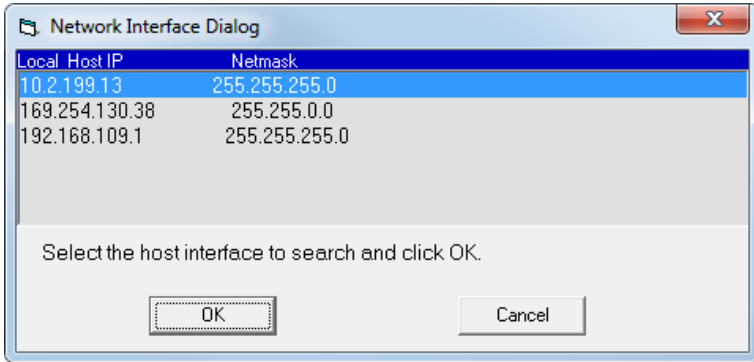 Network Interface Dialog
Local Host IP Netmask
10.2.199.13 255.255.255.0
169.254.130.38 255.255.0.0
192.168.109.1 255.255.255.0
Select the host interface to search and click OK.
OK Cancel